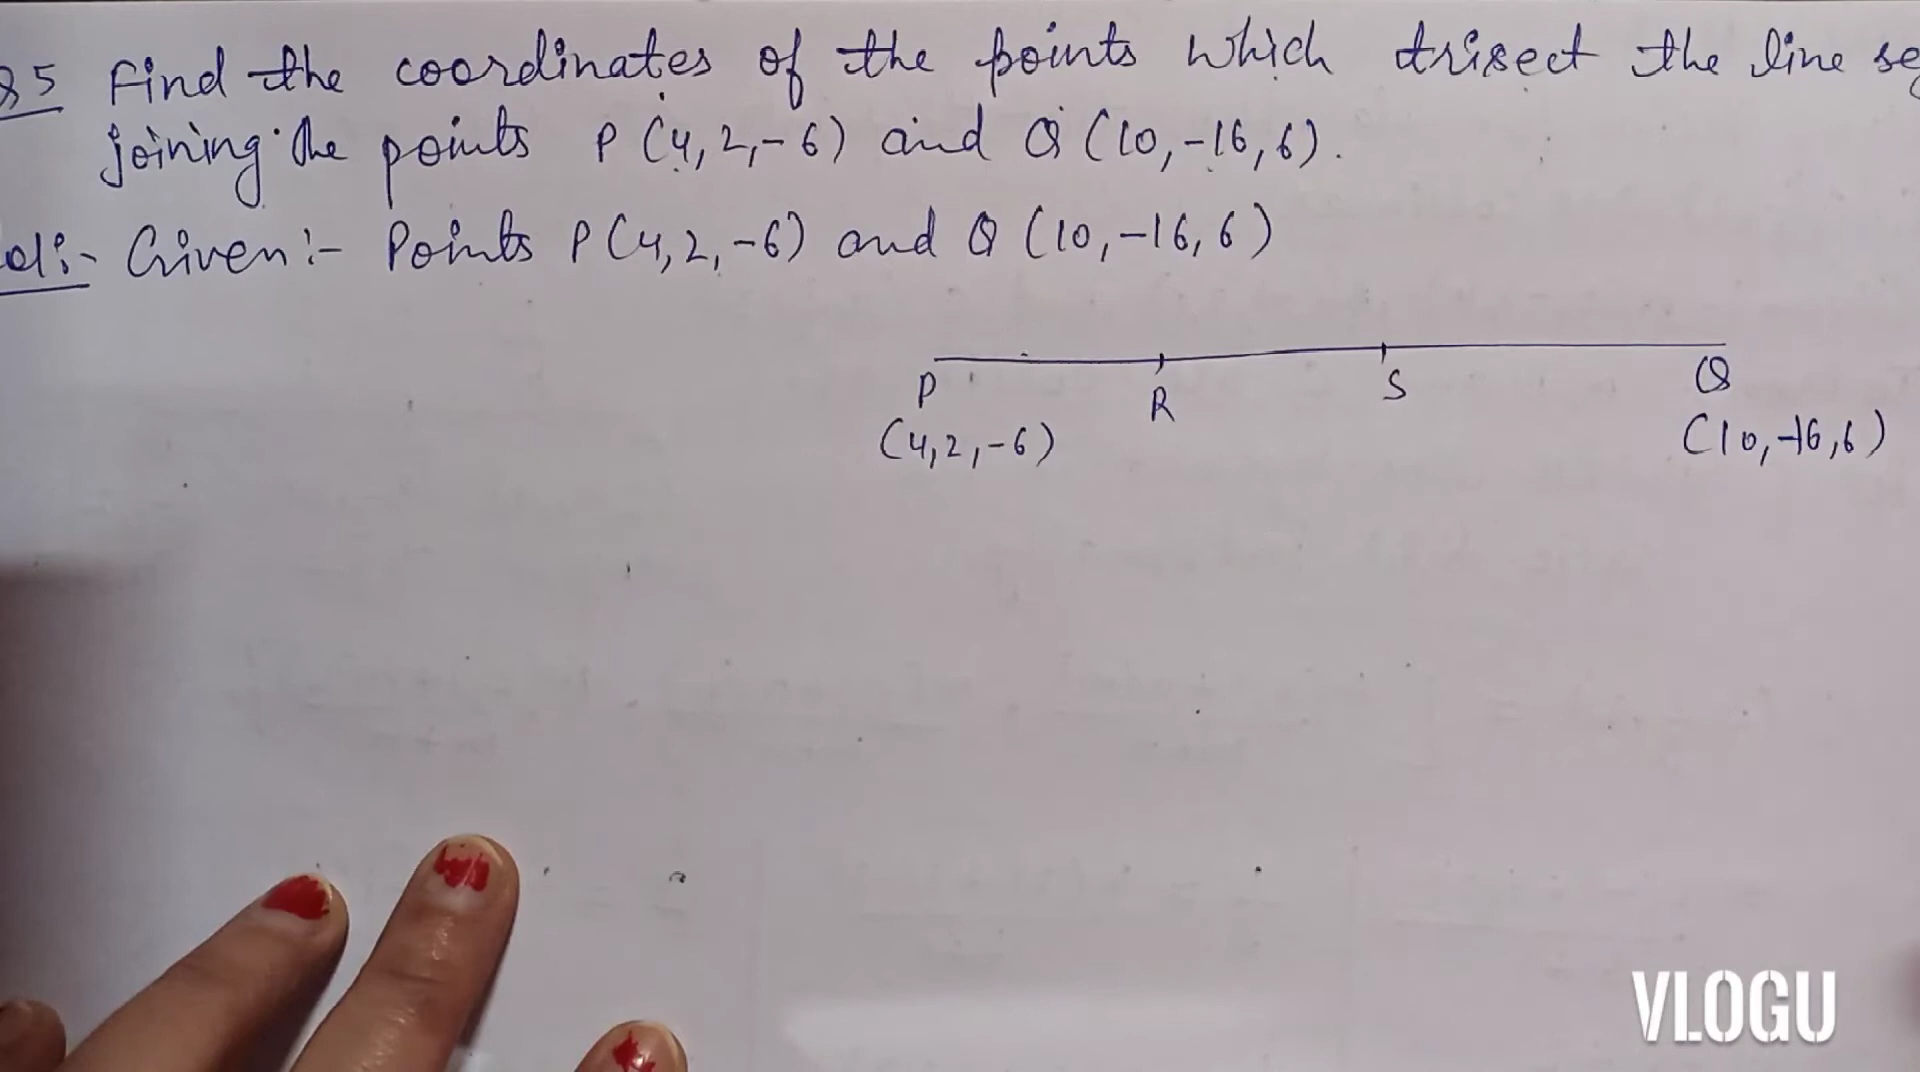 Q5 Find the coordinates of the points which trisect the line se
joining the points P (4, 2, -6) and Q (10, -16, 6).
ol:- Given :- Points P (4, 2, -6) and Q (10, -16, 6)
P R S Q
(4, 2, -6) (10, -16, 6)
VLOGU